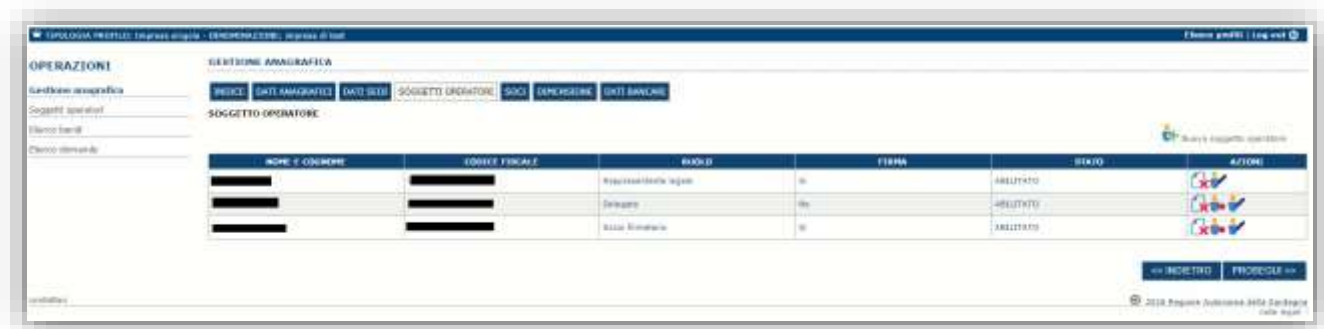 TIPOLOGIA PROFILO: Impresa singola - DENOMINAZIONE: impresa di test
Elenco profili | Log out
OPERAZIONI
GESTIONE ANAGRAFICA
Gestione anagrafica
INDICE DATI ANAGRAFICI DATI SEDI SOGGETTO OPERATORE SOCI DIMENSIONE DATI BANCARI
Soggetti operatori
SOGGETTO OPERATORE
Elenco bandi
Elenco domande
Nuovo soggetto operatore
NOME E COGNOME CODICE FISCALE RUOLO FIRMA STATO AZIONI
Rappresentante legale Si ABILITATO
Delegato No ABILITATO
Firmatario Si ABILITATO
<< INDIETRO PROSEGUI >>
contattaci
Regione Autonoma della Sardegna
note legali